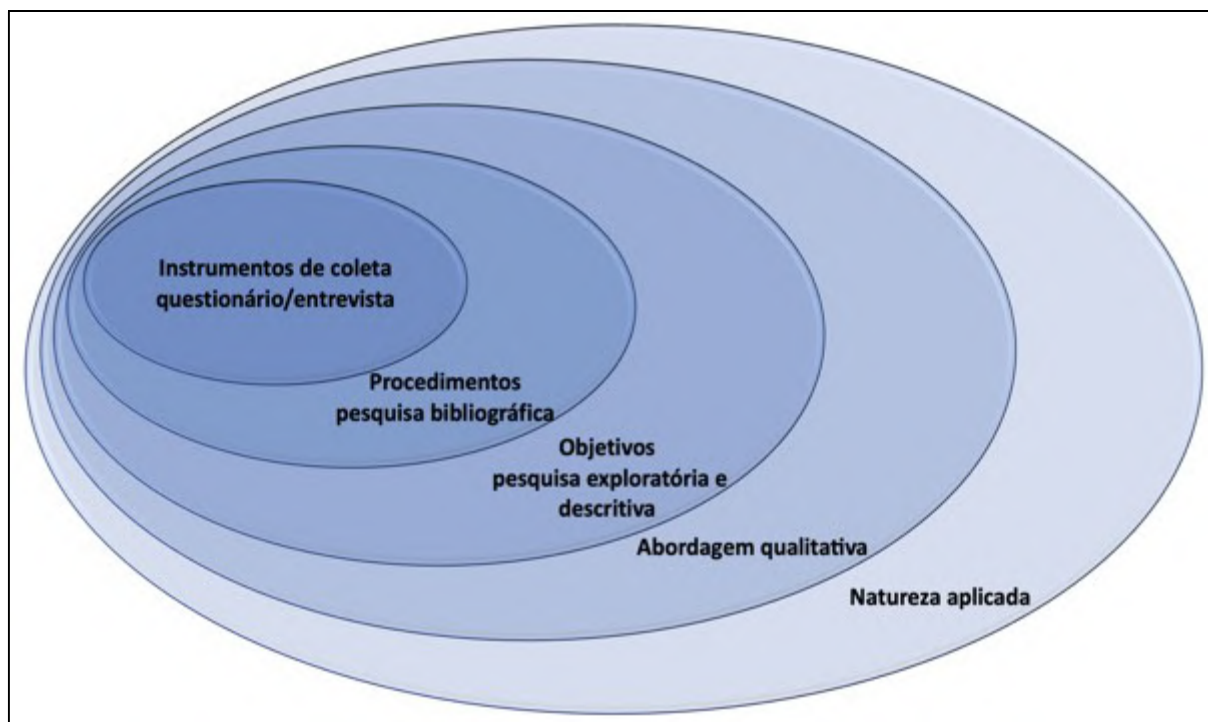 Instrumentos de coleta
questionário/entrevista
Procedimentos
pesquisa bibliográfica
Objetivos
pesquisa exploratória e
descritiva
Abordagem qualitativa
Natureza aplicada